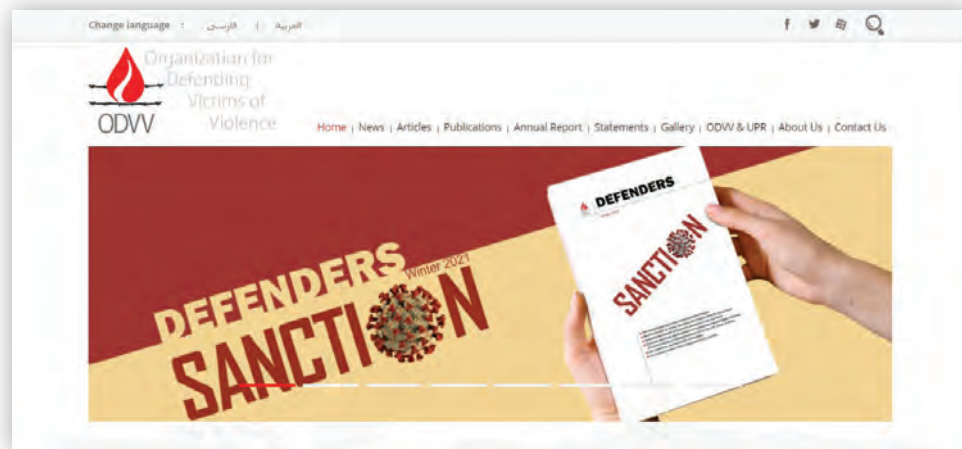 Change language : فارسی | العربية
Organization for
Defending
Victims of
Violence
ODVV
Home | News | Articles | Publications | Annual Report | Statements | Gallery | ODVV & UPR | About Us | Contact Us
DEFENDERS
Winter 2021
SANCTION
DEFENDERS
SANCTION